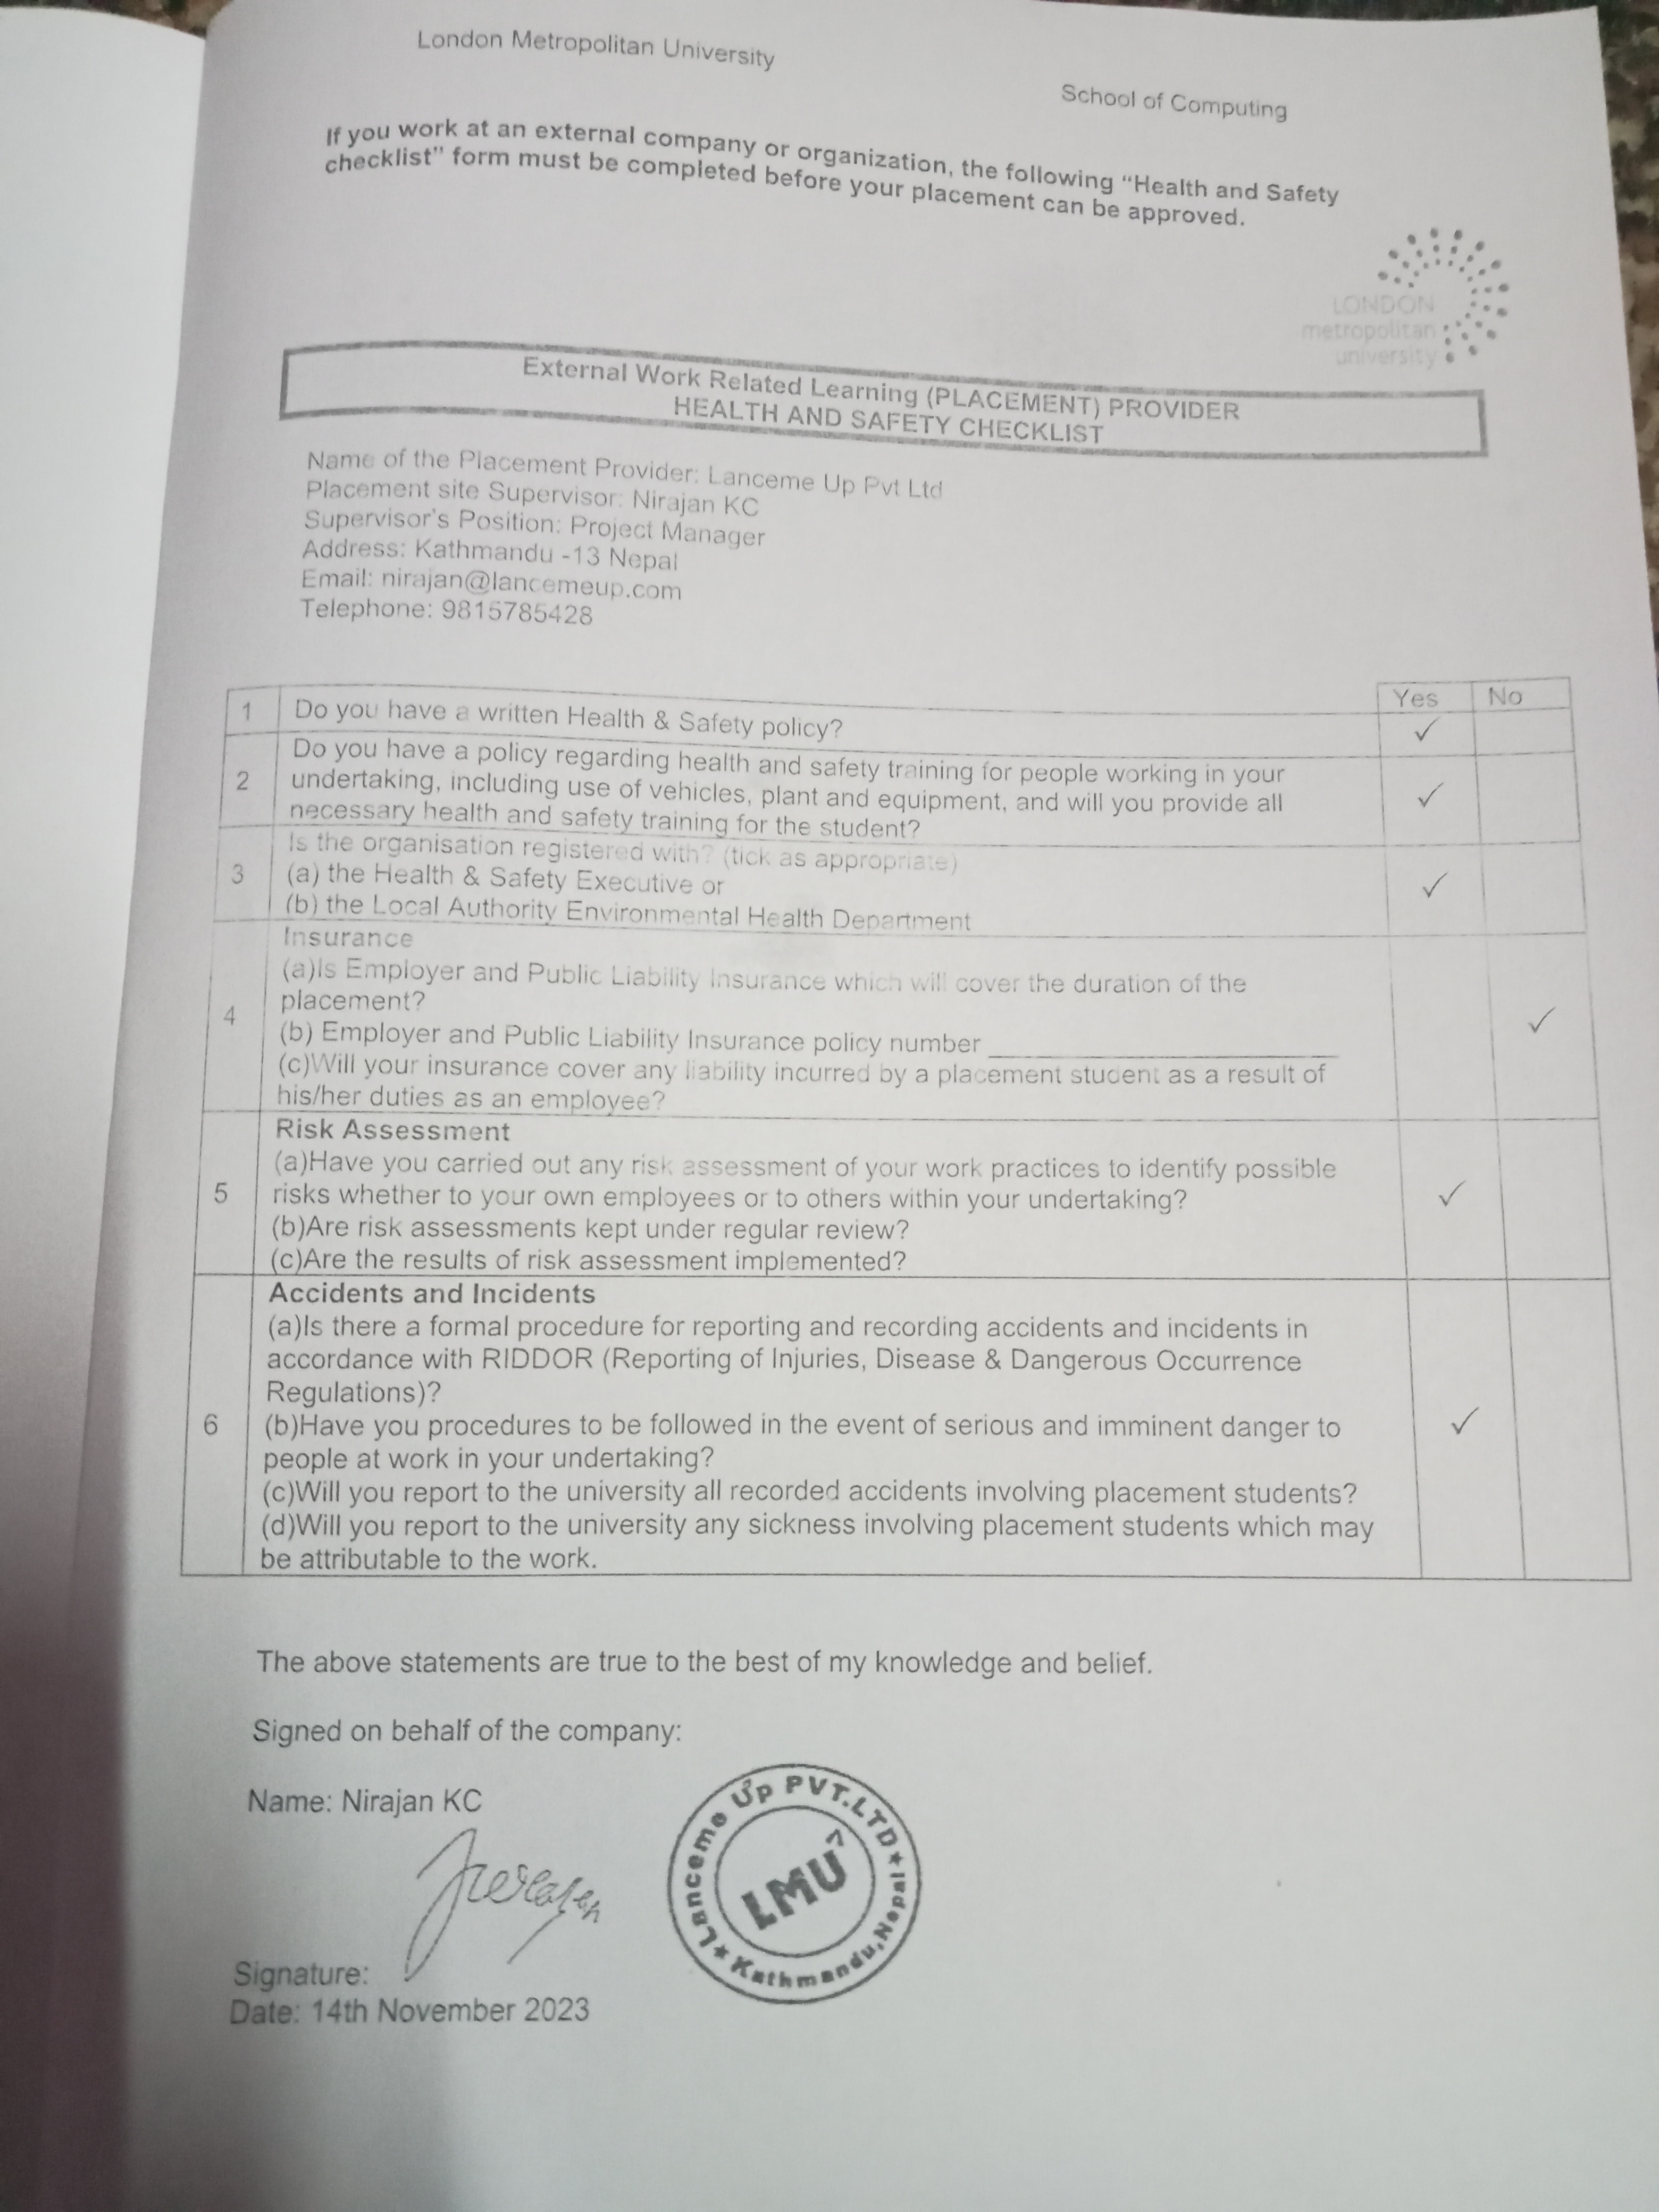 London Metropolitan University
School of Computing
If you work at an external company or organization, the following “Health and Safety
checklist” form must be completed before your placement can be approved.
LONDON
metropolitan
university
External Work Related Learning (PLACEMENT) PROVIDER
HEALTH AND SAFETY CHECKLIST
Name of the Placement Provider: Lanceme Up Pvt Ltd
Placement site Supervisor: Nirajan KC
Supervisor's Position: Project Manager
Address: Kathmandu -13 Nepal
Email: nirajan@lancemeup.com
Telephone: 9815785428
Yes No
1 Do you have a written Health & Safety policy? ✓
Do you have a policy regarding health and safety training for people working in your
2 undertaking, including use of vehicles, plant and equipment, and will you provide all ✓
necessary health and safety training for the student?
Is the organisation registered with? (tick as appropriate)
3 (a) the Health & Safety Executive or ✓
(b) the Local Authority Environmental Health Department
Insurance
(a)Is Employer and Public Liability Insurance which will cover the duration of the
placement?
4 ✓
(b) Employer and Public Liability Insurance policy number
(c)Will your insurance cover any liability incurred by a placement student as a result of
his/her duties as an employee?
Risk Assessment
(a)Have you carried out any risk assessment of your work practices to identify possible
5 risks whether to your own employees or to others within your undertaking? ✓
(b)Are risk assessments kept under regular review?
(c)Are the results of risk assessment implemented?
Accidents and Incidents
(a)Is there a formal procedure for reporting and recording accidents and incidents in
accordance with RIDDOR (Reporting of Injuries, Disease & Dangerous Occurrence
Regulations)?
6 (b)Have you procedures to be followed in the event of serious and imminent danger to ✓
people at work in your undertaking?
(c)Will you report to the university all recorded accidents involving placement students?
(d)Will you report to the university any sickness involving placement students which may
be attributable to the work.
The above statements are true to the best of my knowledge and belief.
Signed on behalf of the company:
Name: Nirajan KC
Lanceme Up PVT.LTD
LMU
Kathmandu,Nepal
Signature:
Date: 14th November 2023